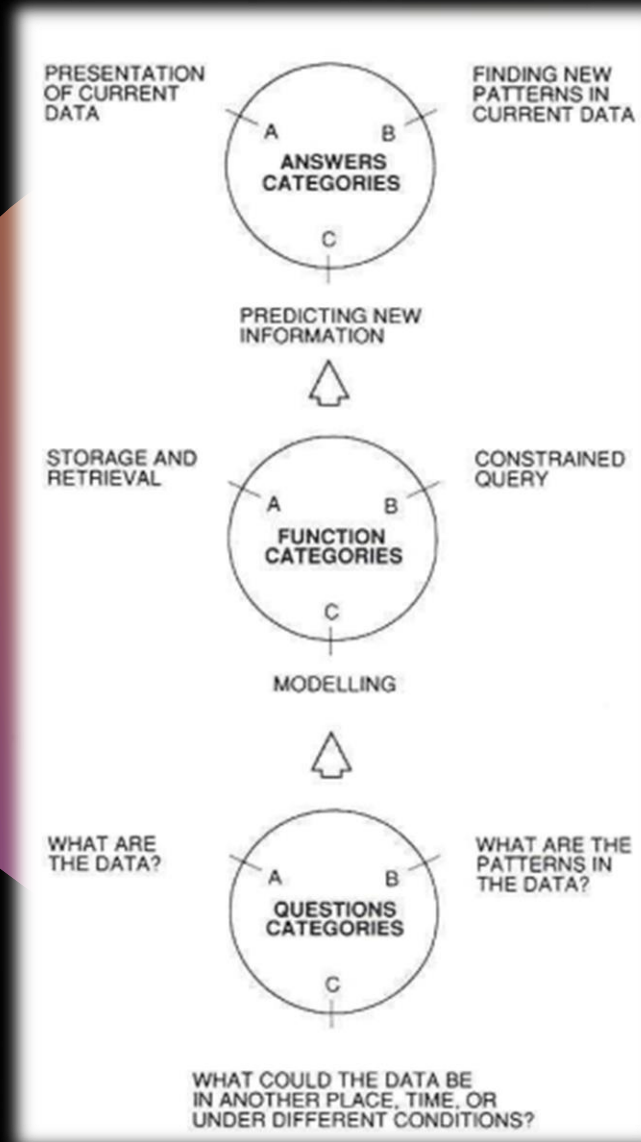 PRESENTATION
OF CURRENT
DATA
FINDING NEW
PATTERNS IN
CURRENT DATA
A
B
ANSWERS
CATEGORIES
C
PREDICTING NEW
INFORMATION
STORAGE AND
RETRIEVAL
CONSTRAINED
QUERY
A
B
FUNCTION
CATEGORIES
C
MODELLING
WHAT ARE
THE DATA?
WHAT ARE THE
PATTERNS IN
THE DATA?
A
B
QUESTIONS
CATEGORIES
C
WHAT COULD THE DATA BE
IN ANOTHER PLACE, TIME, OR
UNDER DIFFERENT CONDITIONS?